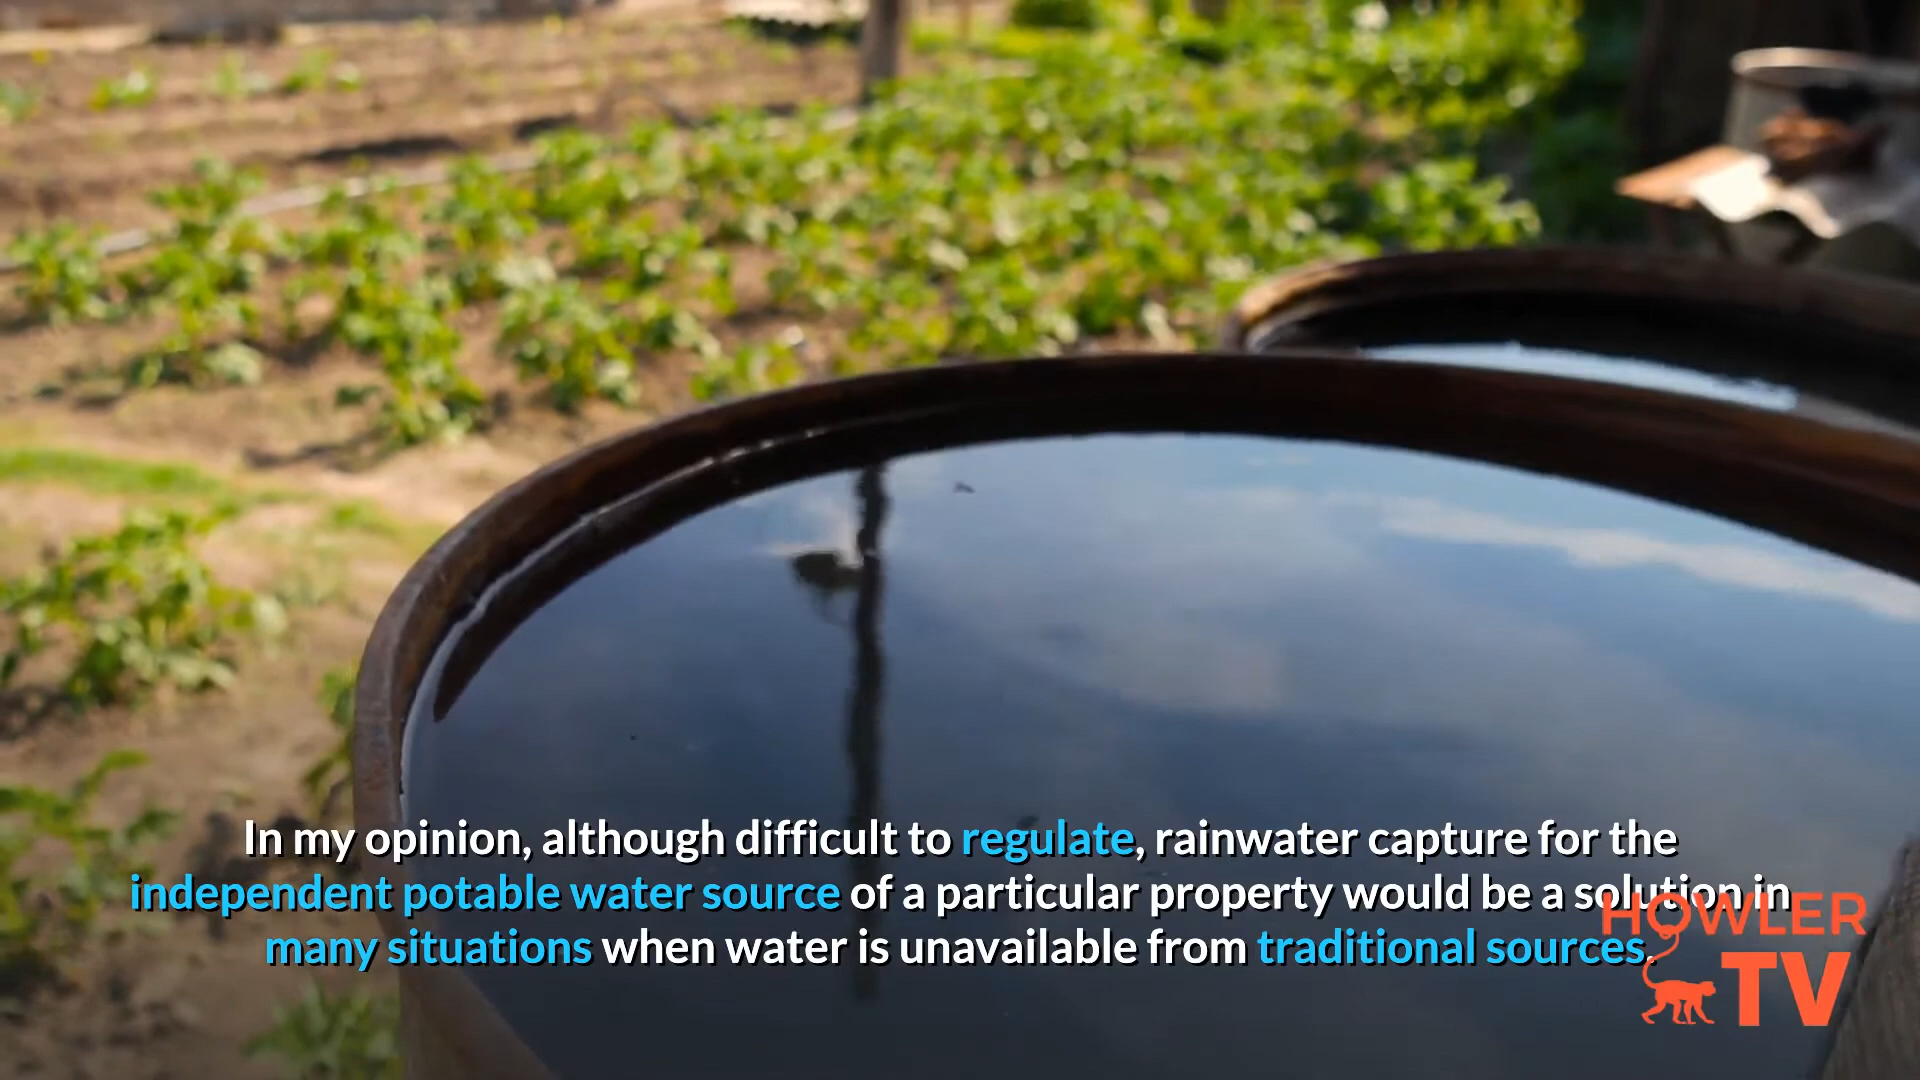 In my opinion, although difficult to regulate, rainwater capture for the
independent potable water source of a particular property would be a solution in
many situations when water is unavailable from traditional sources.
HOWLER
TV